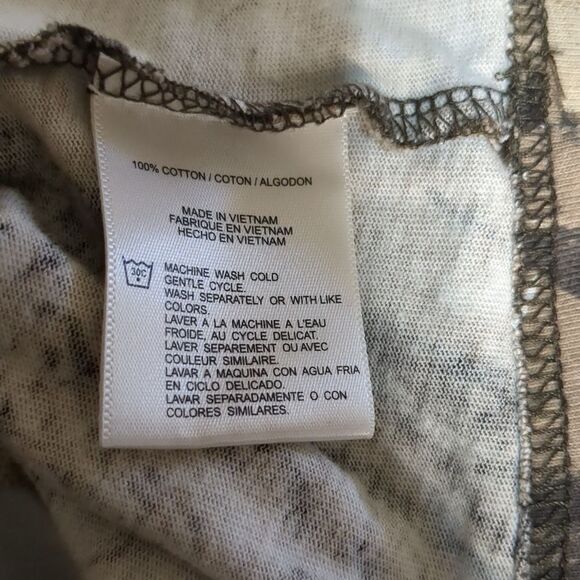 100% COTTON / COTON / ALGODON
MADE IN VIETNAM
FABRIQUE EN VIETNAM
HECHO EN VIETNAM
30C
MACHINE WASH COLD
GENTLE CYCLE.
WASH SEPARATELY OR WITH LIKE
COLORS.
LAVER A LA MACHINE A L'EAU
FROIDE, AU CYCLE DELICAT.
LAVER SEPAREMENT OU AVEC
COULEUR SIMILAIRE.
LAVAR A MAQUINA CON AGUA FRIA
EN CICLO DELICADO.
LAVAR SEPARADAMENTE O CON
COLORES SIMILARES.